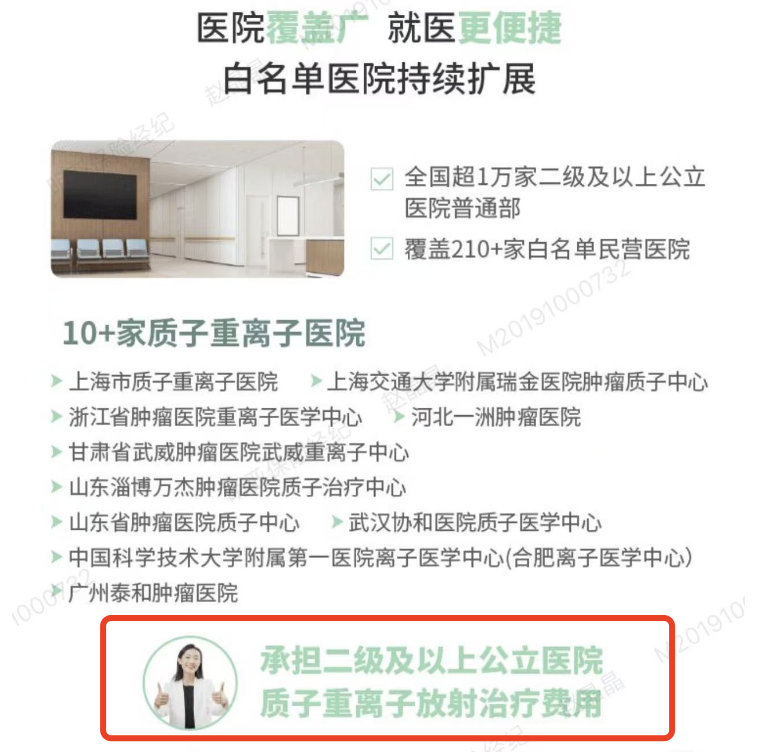 医院覆盖广 就医更便捷
白名单医院持续扩展
全国超1万家二级及以上公立
医院普通部
覆盖210+家白名单民营医院
10+家质子重离子医院
上海市质子重离子医院 上海交通大学附属瑞金医院肿瘤质子中心
浙江省肿瘤医院重离子医学中心 河北一洲肿瘤医院
甘肃省武威肿瘤医院武威重离子中心
山东淄博万杰肿瘤医院质子治疗中心
山东省肿瘤医院质子中心 武汉协和医院质子医学中心
中国科学技术大学附属第一医院离子医学中心(合肥离子医学中心)
广州泰和肿瘤医院
承担二级及以上公立医院
质子重离子放射治疗费用
M20191000732